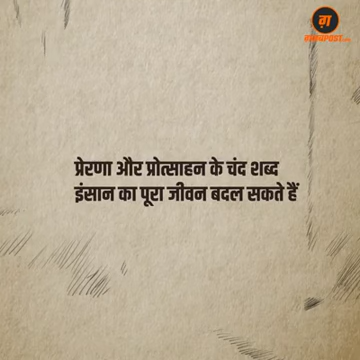 ग़
प्रेरणा और प्रोत्साहन के चंद शब्द
इंसान का पूरा जीवन बदल सकते हैं